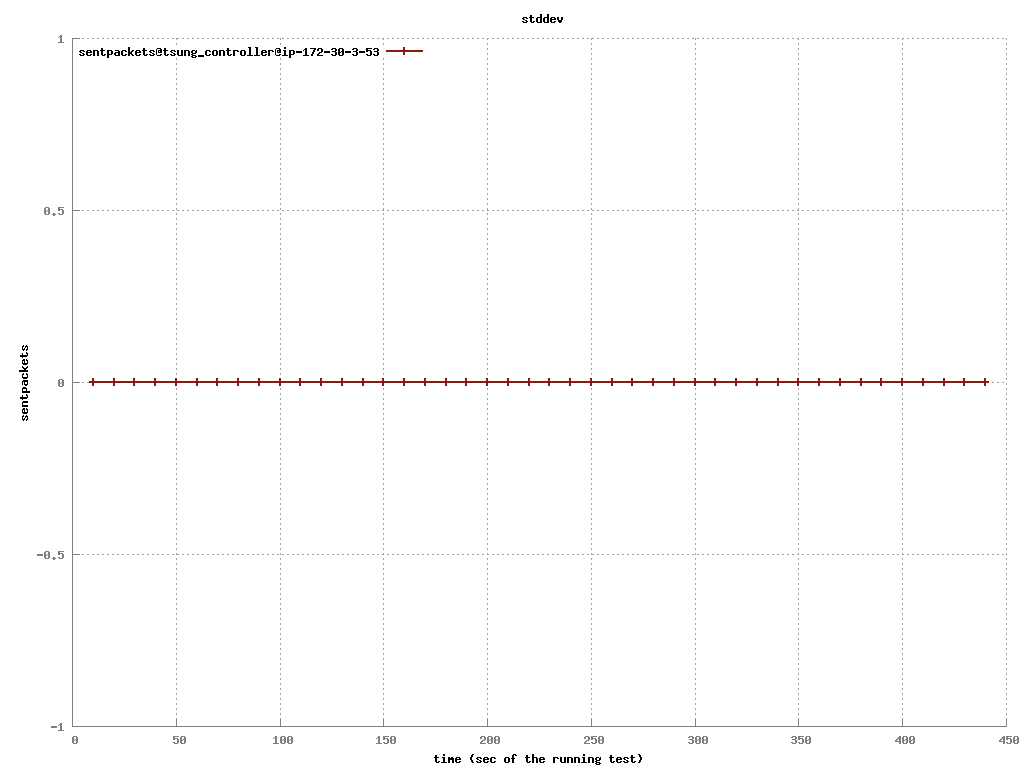 stddev
1
sentpackets@tsung_controller@ip-172-30-3-53
0.5
sentpackets
0
-0.5
-1
0 50 100 150 200 250 300 350 400 450
time (sec of the running test)